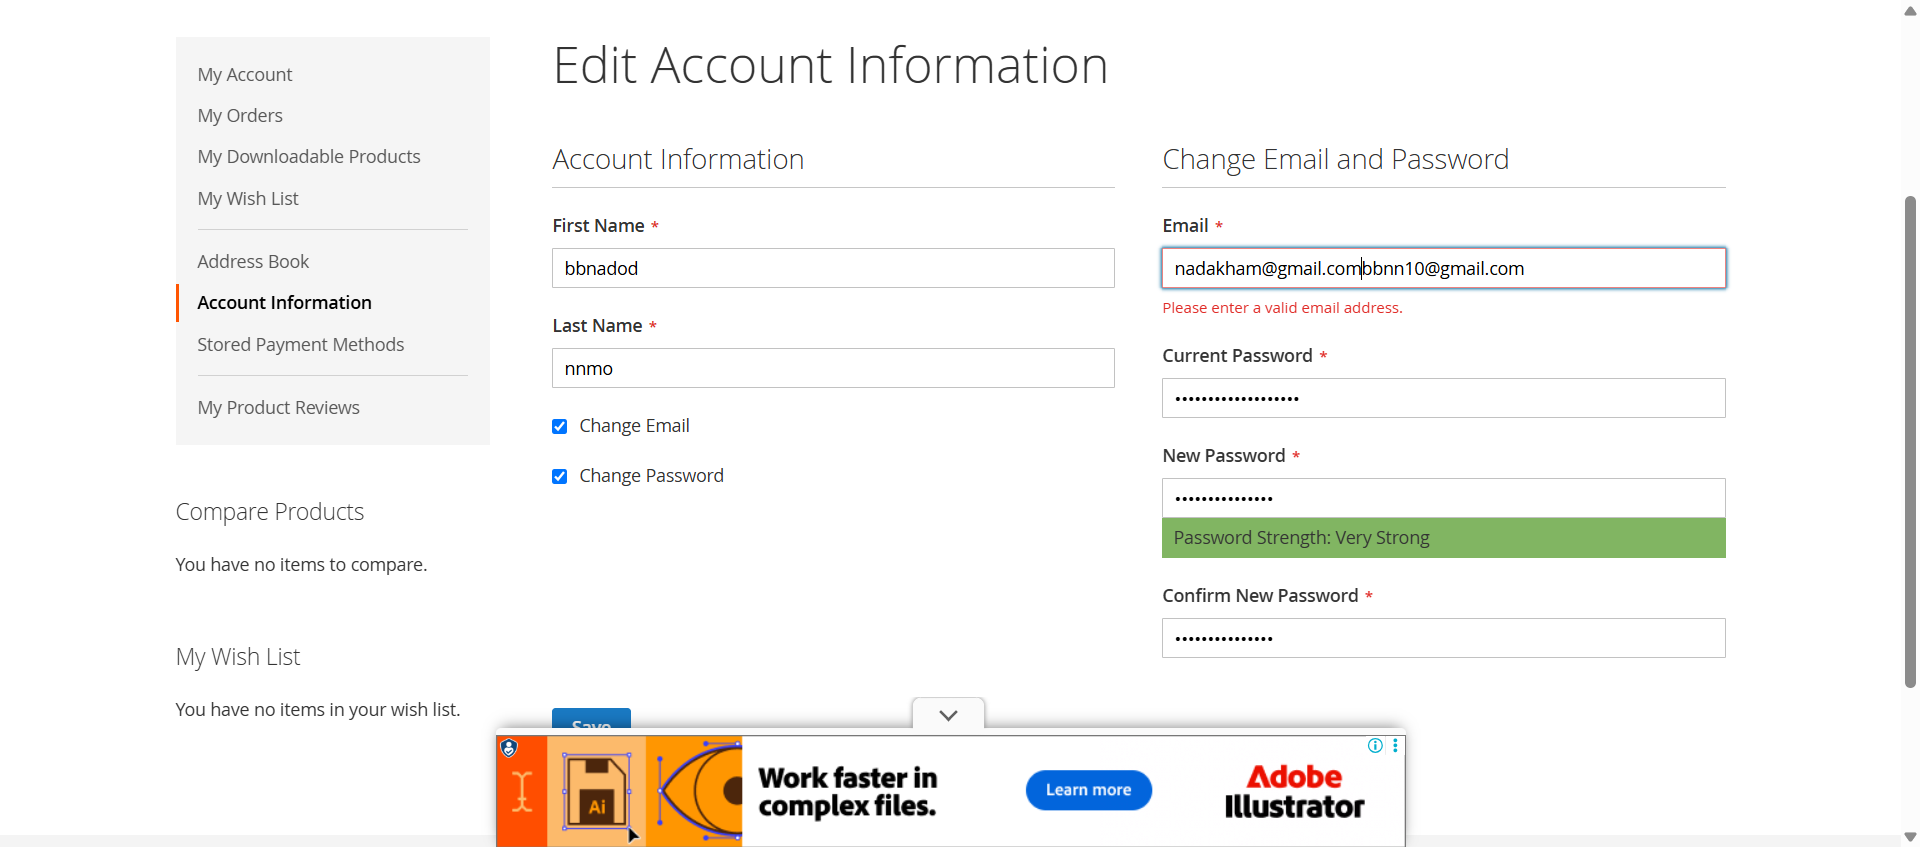 Edit Account Information
My Account
My Orders
My Downloadable Products
My Wish List
Address Book
Account Information
Stored Payment Methods
My Product Reviews
Compare Products
You have no items to compare.
My Wish List
You have no items in your wish list.
Account Information
First Name *
bbnadod
Last Name *
nnmo
Change Email
Change Password
Save
Change Email and Password
Email *
nadakham@gmail.combbnn10@gmail.com
Please enter a valid email address.
Current Password *
•••••••••••••••••••
New Password *
•••••••••••••••
Password Strength: Very Strong
Confirm New Password *
•••••••••••••••
Ai
Work faster in
complex files.
Learn more
Adobe
Illustrator